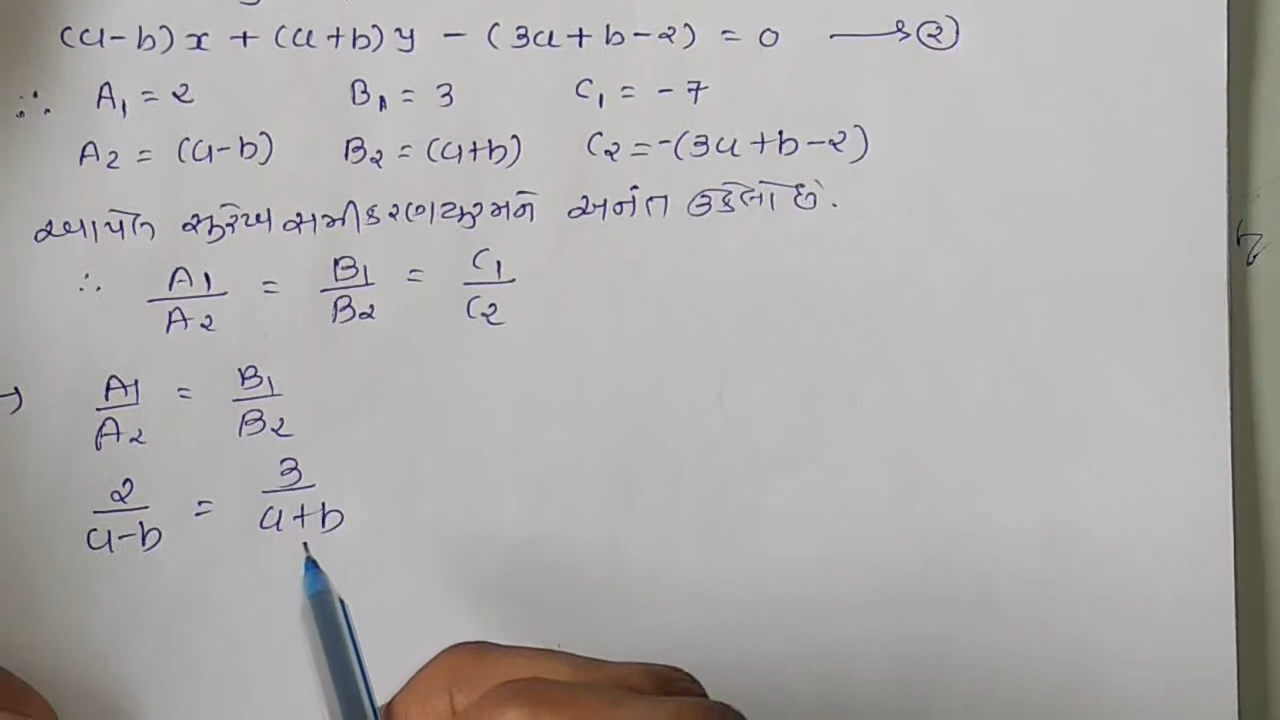 (a-b)x + (a+b)y - (3a+b-2) = 0 → ②
∴ A₁ = 2 B₁ = 3 C₁ = -7
A₂ = (a-b) B₂ = (a+b) C₂ = -(3a+b-2)
આપેલ સુરેખ સમીકરણયુગ્મને અનંત ઉકેલો છે.
∴ A₁/A₂ = B₁/B₂ = C₁/C₂
→ A₁/A₂ = B₁/B₂
2/(a-b) = 3/(a+b)